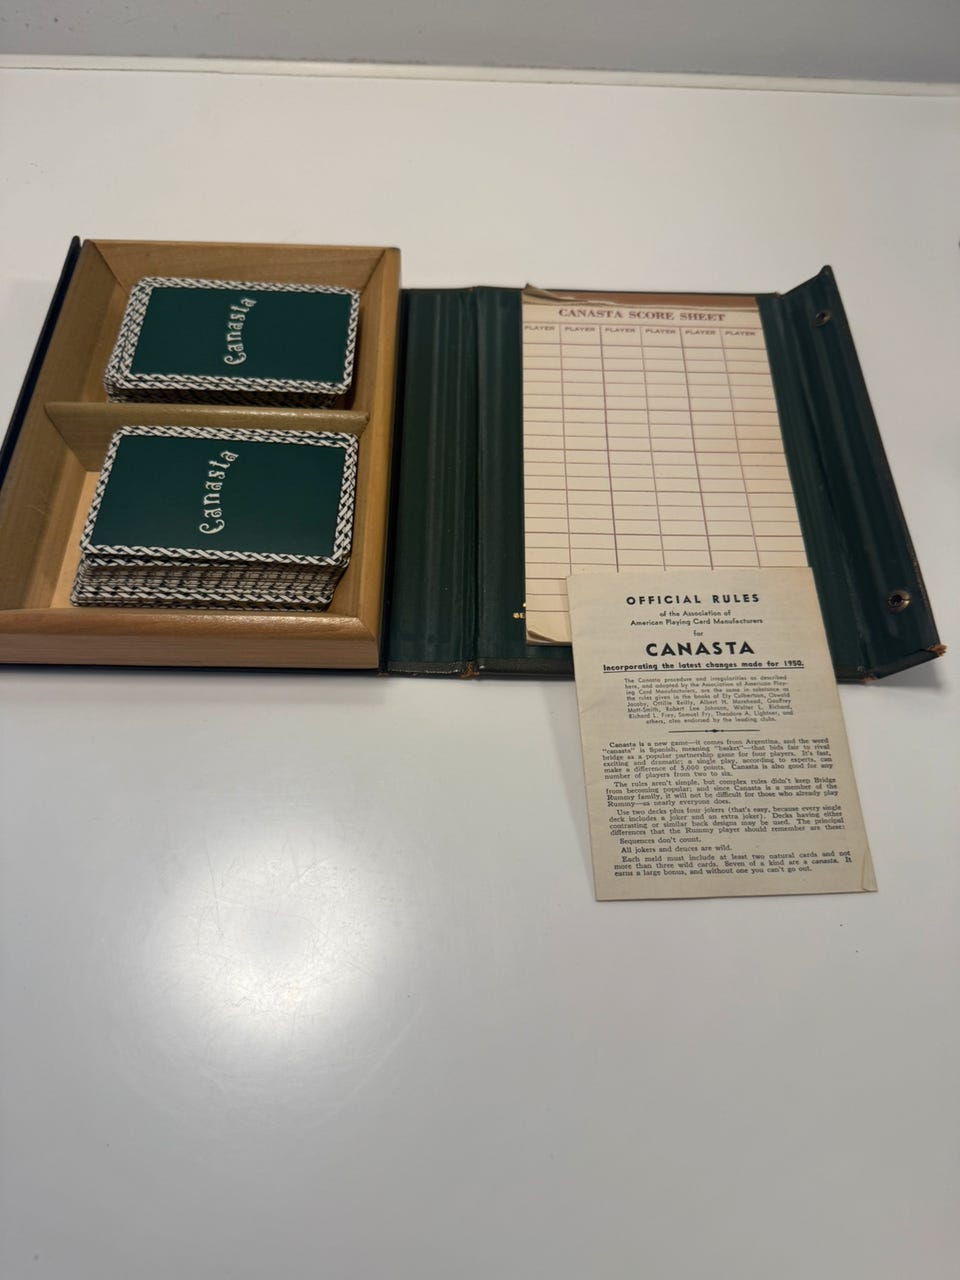 Canasta
Canasta
CANASTA SCORE SHEET
PLAYER PLAYER PLAYER PLAYER PLAYER PLAYER
OFFICIAL RULES
of the Association of
American Playing Card Manufacturers
for
CANASTA
Incorporating the latest changes made for 1950.
The Canasta procedure and irregularities as described
here, and adopted by the Association of American Play-
ing Card Manufacturers, are the same in substance as
the rules given in the books of Ely Culbertson, Oswald
Jacoby, Ottilie Reilly, Albert H. Morehead, Geoffrey
Mott-Smith, Robert Lee Johnson, Walter L. Richard,
Richard L. Frey, Samuel Fry, Theodore A. Lightner, and
others, also endorsed by the leading clubs.
Canasta is a new game—it comes from Argentina, and the word
"canasta" is Spanish, meaning "basket"—that bids fair to rival
bridge as a popular partnership game for four players. It's fast,
exciting and dramatic; a single play, according to experts, can
make a difference of 5,000 points. Canasta is also good for any
number of players from two to six.
The rules aren't simple, but complex rules didn't keep Bridge
from becoming popular; and since Canasta is a member of the
Rummy family, it will not be difficult for those who already play
Rummy—as nearly everyone does.
Use two decks plus four jokers (that's easy, because every single
deck includes a joker and an extra joker). Decks having either
contrasting or similar back designs may be used. The principal
differences that the Rummy player should remember are these:
Sequences don't count.
All jokers and deuces are wild.
Each meld must include at least two natural cards and not
more than three wild cards. Seven of a kind are a canasta. It
earns a large bonus, and without one you can't go out.